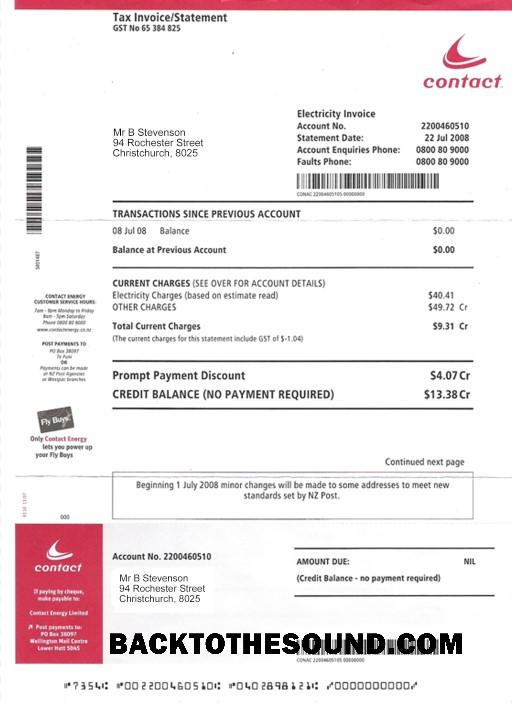 Tax Invoice/Statement
GST No 65 384 825
contact
Electricity Invoice
Account No. 2200460510
Statement Date: 22 Jul 2008
Account Enquiries Phone: 0800 80 9000
Faults Phone: 0800 80 9000
Mr B Stevenson
94 Rochester Street
Christchurch, 8025
CONAC 22004605105 00000000
TRANSACTIONS SINCE PREVIOUS ACCOUNT
08 Jul 08 Balance $0.00
Balance at Previous Account $0.00
CURRENT CHARGES (SEE OVER FOR ACCOUNT DETAILS)
Electricity Charges (based on estimate read) $40.41
OTHER CHARGES $49.72 Cr
Total Current Charges $9.31 Cr
(The current charges for this statement include GST of $-1.04)
Prompt Payment Discount $4.07 Cr
CREDIT BALANCE (NO PAYMENT REQUIRED) $13.38 Cr
CONTACT ENERGY
CUSTOMER SERVICE HOURS:
7am - 9pm Monday to Friday
8am - 5pm Saturday
Phone 0800 80 9000
www.contactenergy.co.nz
POST PAYMENTS TO
PO Box 38097
Te Puni
OR
Payments can be made
at NZ Post Agencies
or Westpac branches
Fly Buys
Only Contact Energy
lets you power up
your Fly Buys
Continued next page
Beginning 1 July 2008 minor changes will be made to some addresses to meet new
standards set by NZ Post.
000
contact
If paying by cheque,
make payable to:
Contact Energy Limited
Post payments to:
PO Box 38097
Wellington Mail Centre
Lower Hutt 5045
Account No. 2200460510
Mr B Stevenson
94 Rochester Street
Christchurch, 8025
AMOUNT DUE: NIL
(Credit Balance - no payment required)
BACKTOTHESOUND.COM
CONAC 22004605105 00000000